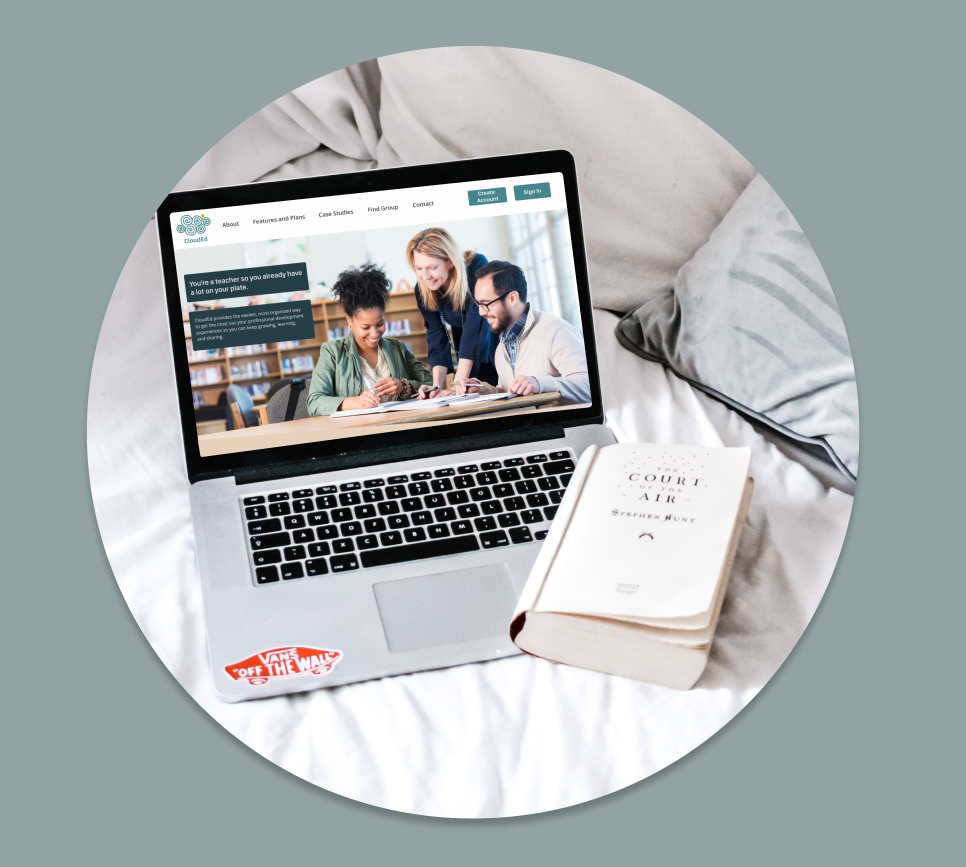 CloudEd
About
Features and Plans
Case Studies
Find Group
Contact
Create
Account
Sign in
You're a teacher so you already have
a lot on your plate.
CloudEd provides the easiest, most organized way
to get the most out your professional development
experiences so you can keep growing, learning,
and sharing.
THE
COURT
OF THE
AIR
STEPHEN HUNT
VANS
"OFF THE WALL"